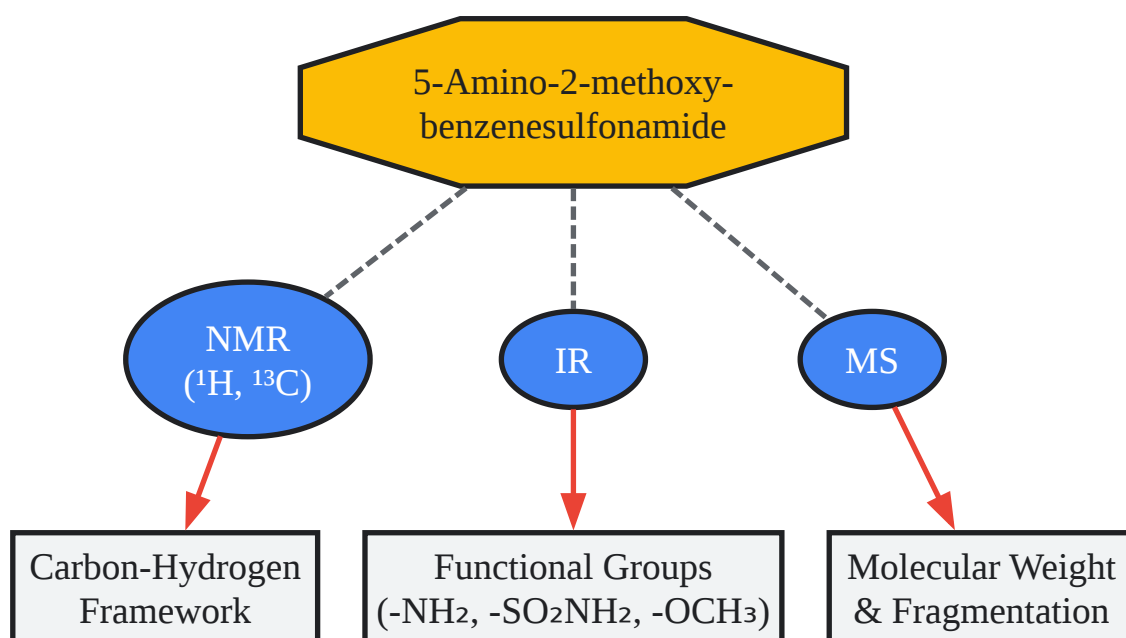 5-Amino-2-methoxy-
benzenesulfonamide
NMR
(¹H, ¹³C)
IR
MS
Carbon-Hydrogen
Framework
Functional Groups
(-NH₂, -SO₂NH₂, -OCH₃)
Molecular Weight
& Fragmentation